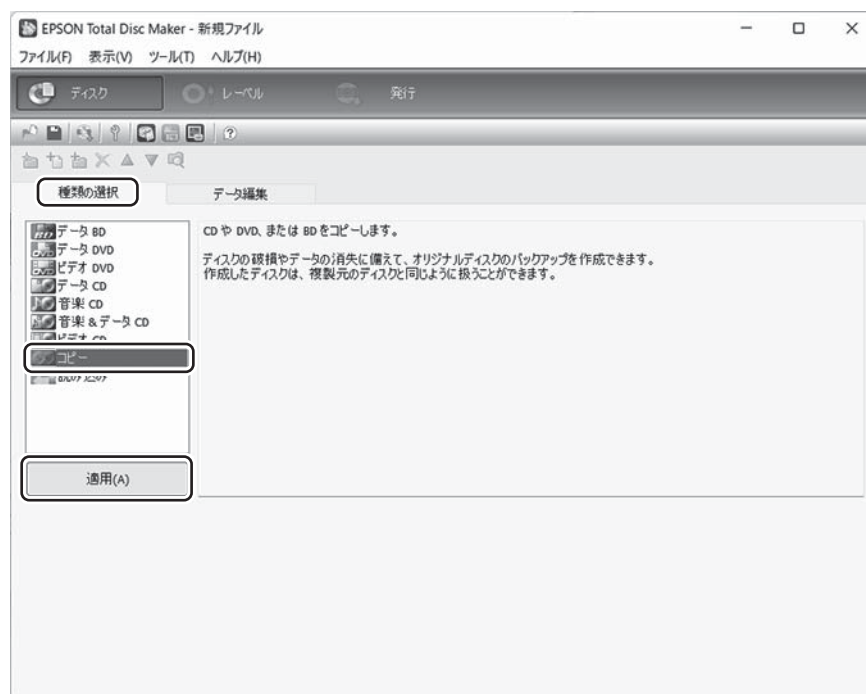 EPSON Total Disc Maker - 新規ファイル
ファイル(F) 表示(V) ツール(T) ヘルプ(H)
ディスク レーベル 発行
種類の選択 データ編集
データ BD
データ DVD
ビデオ DVD
データ CD
音楽 CD
音楽 & データ CD
ビデオ CD
コピー
適用(A)
CD や DVD、または BD をコピーします。
ディスクの破損やデータの消失に備えて、オリジナルディスクのバックアップを作成できます。
作成したディスクは、複製元のディスクと同じように扱うことができます。